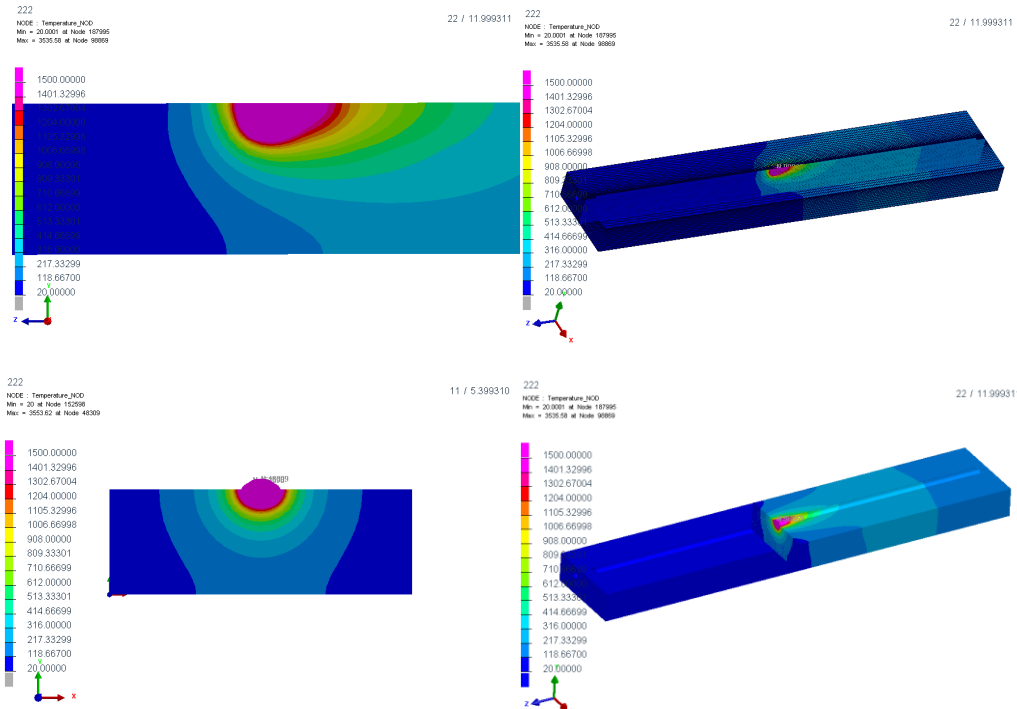 222
NODE : Temperature_NOD
Min = 20.0001 at Node 187995
Max = 3535.58 at Node 98869
22 / 11.999311
1500.00000
1401.32996
217.33299
118.66700
20.00000
Y
Z
222
NODE : Temperature_NOD
Min = 20.0001 at Node 187995
Max = 3535.58 at Node 98869
22 / 11.999311
1500.00000
1401.32996
1302.67004
1204.00000
1105.32996
1006.66998
908.00000
809.
710
612
513.33
414.66699
316.00000
217.33299
118.66700
20.00000
Z
X
222
NODE : Temperature_NOD
Min = 20 at Node 152598
Max = 3553.62 at Node 48309
11 / 5.399310
1500.00000
1401.32996
1302.67004
1204.00000
1105.32996
1006.66998
908.00000
809.33301
710.66699
612.00000
513.33301
414.66699
316.00000
217.33299
118.66700
20.00000
Y
X
222
NODE : Temperature_NOD
Min = 20.0001 at Node 187995
Max = 3535.58 at Node 98869
22 / 11.99931
1500.00000
1401.32996
1302.67004
1204.00000
1105.32996
1006.66998
908.00000
809
710
612
513.33
414.66699
316.00000
217.33299
118.66700
20.00000
Z